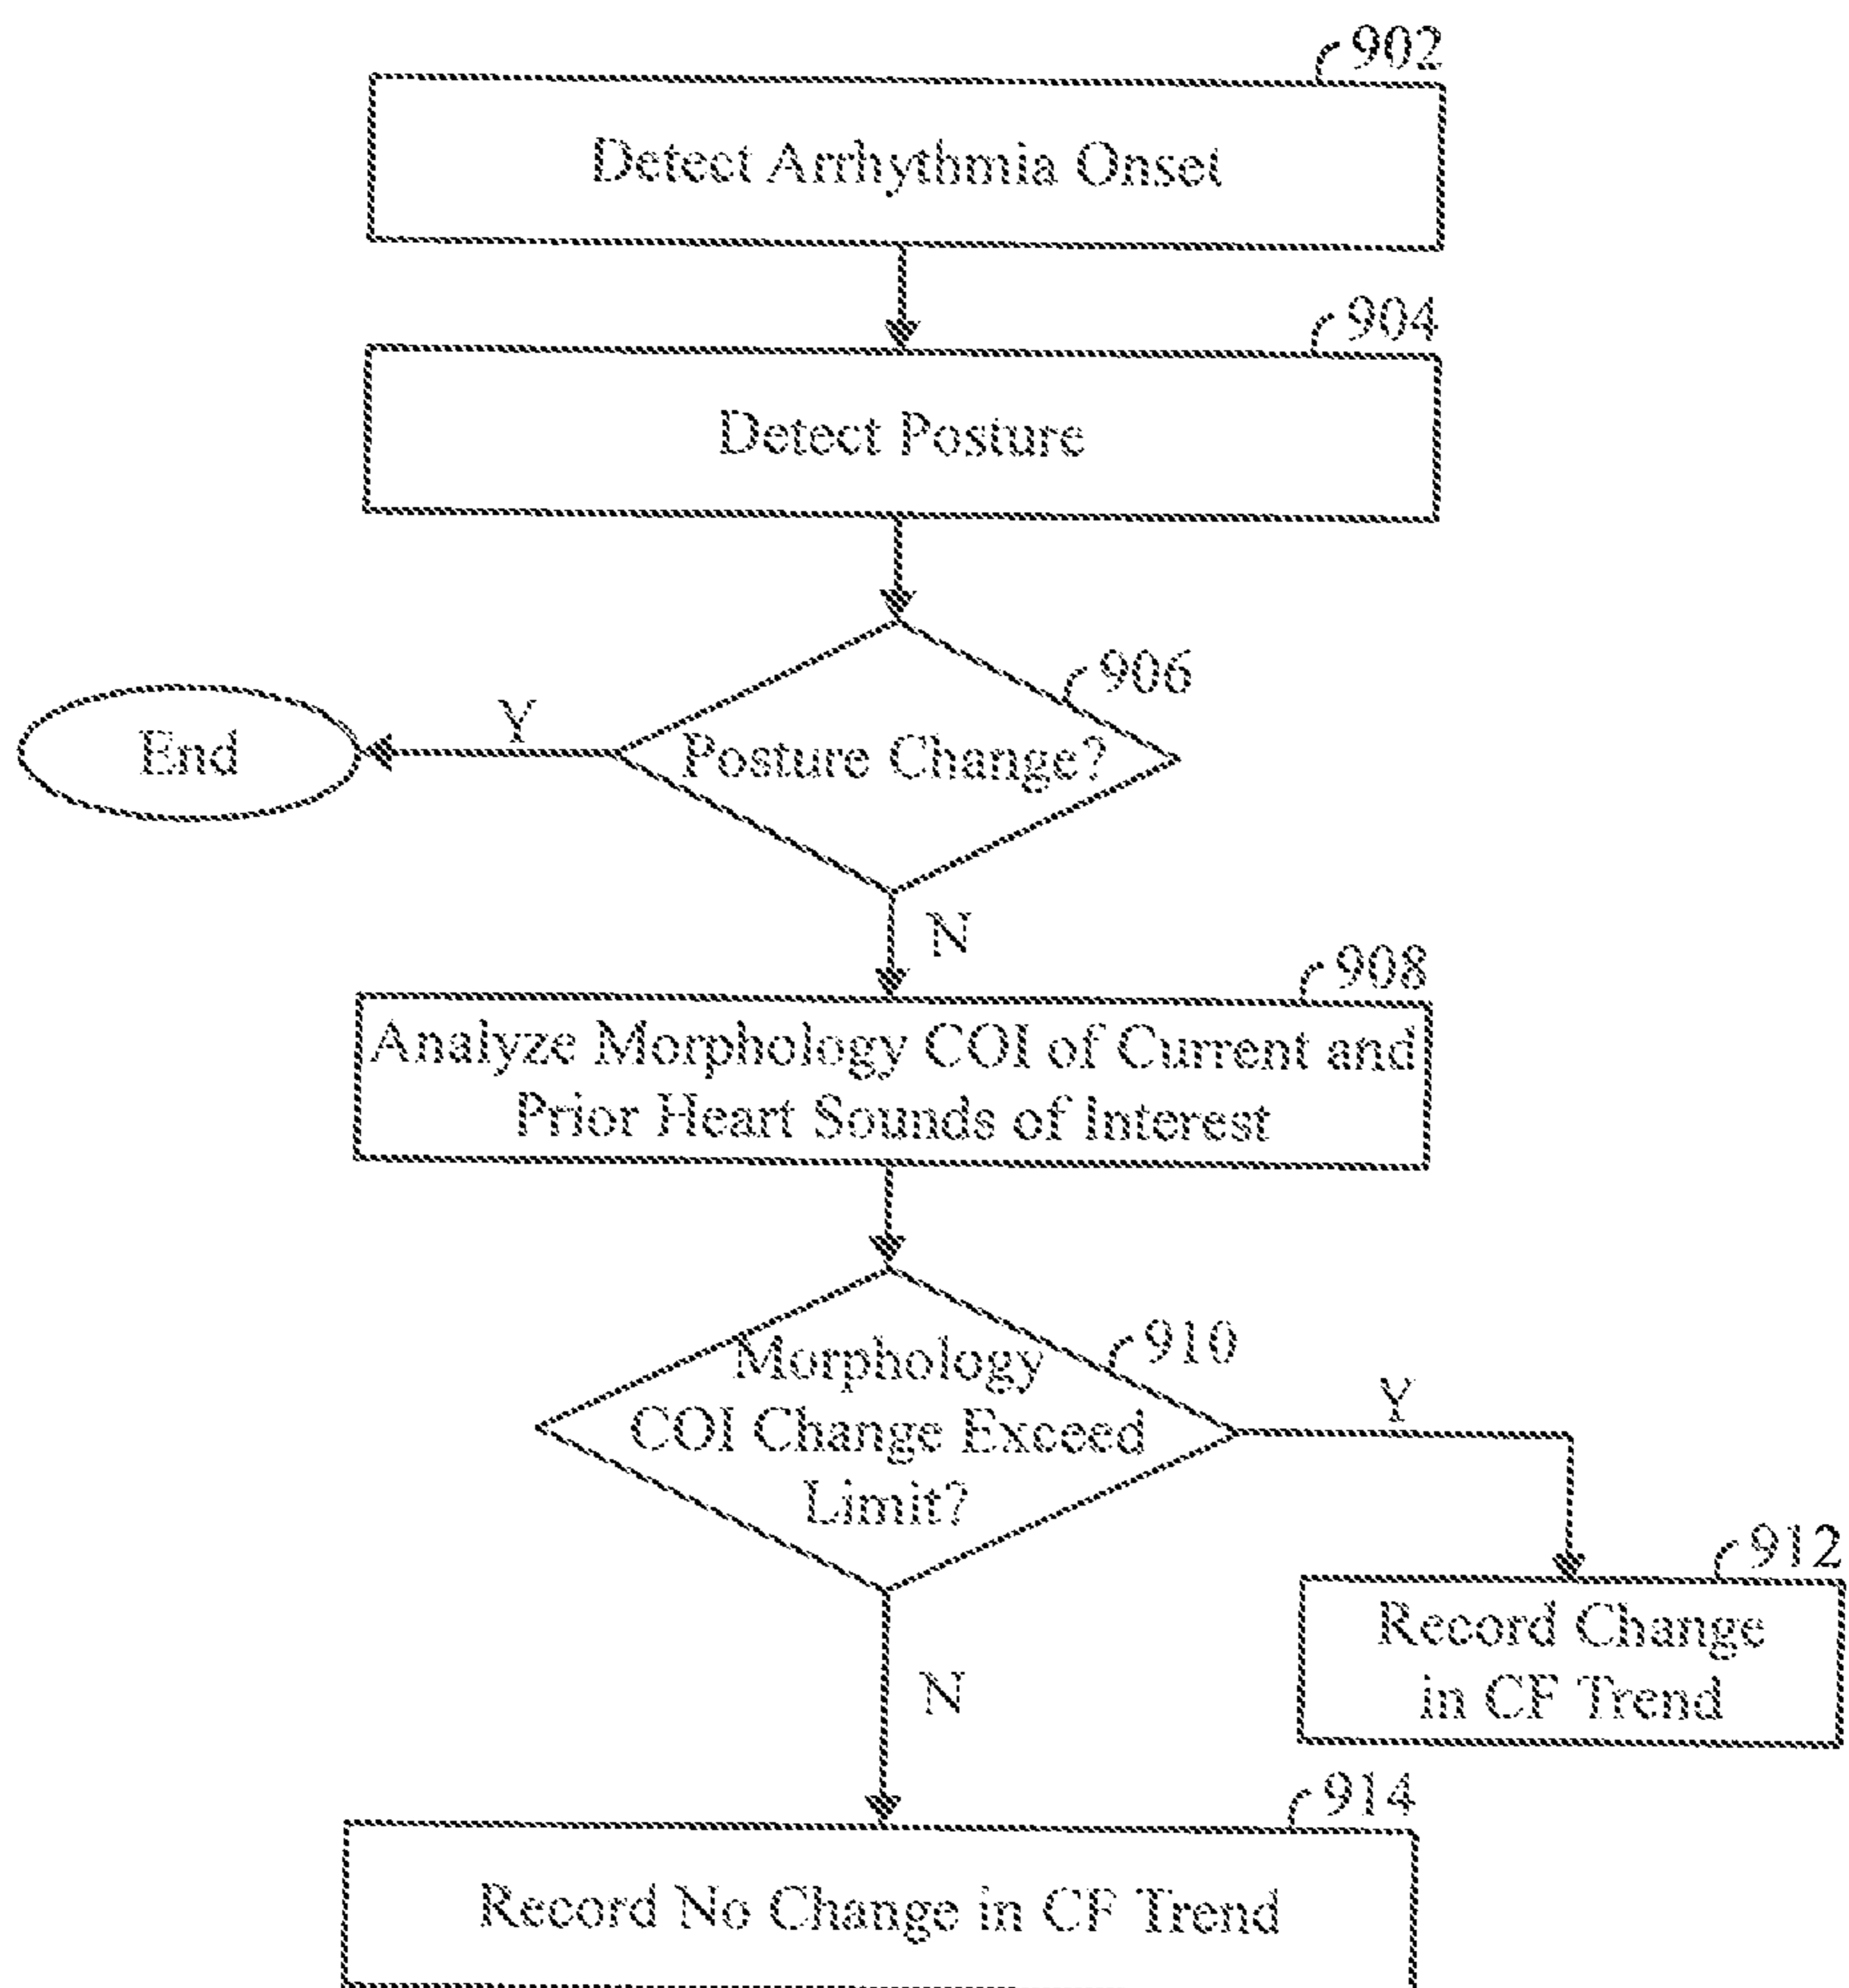 902
Detect Arrhythmia Onset
904
Detect Posture
906
Posture Change?
Y
End
N
908
Analyze Morphology COI of Current and
Prior Heart Sounds of Interest
910
Morphology
COI Change Exceed
Limit?
Y
912
Record Change
in CF Trend
N
914
Record No Change in CF Trend